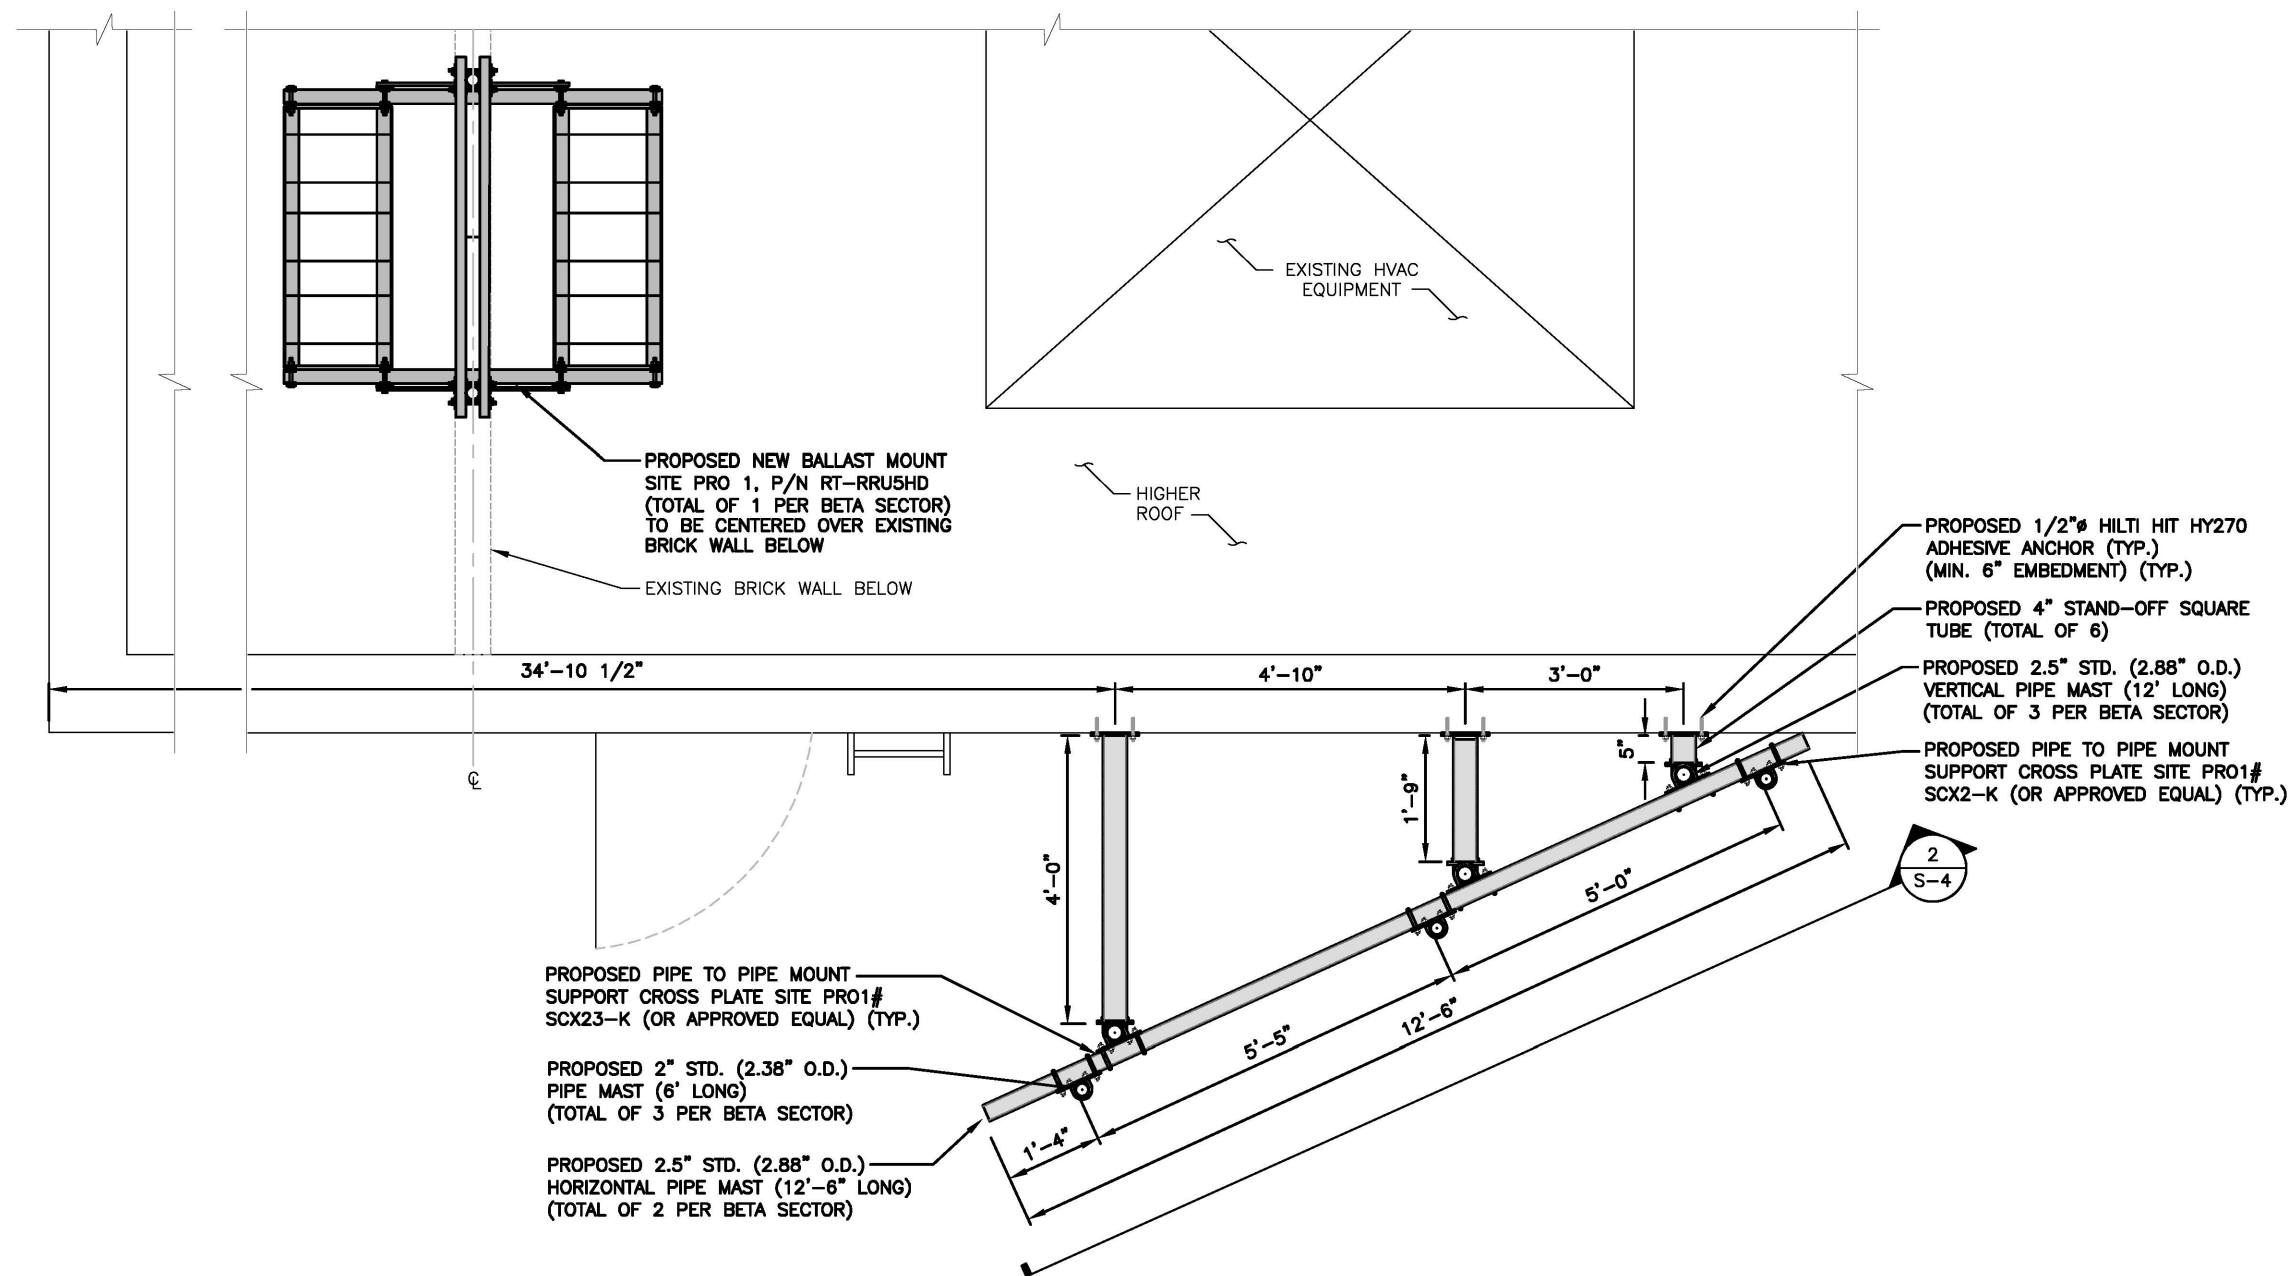 EXISTING HVAC
EQUIPMENT
PROPOSED NEW BALLAST MOUNT
SITE PRO 1, P/N RT-RRU5HD
(TOTAL OF 1 PER BETA SECTOR)
TO BE CENTERED OVER EXISTING
BRICK WALL BELOW
EXISTING BRICK WALL BELOW
HIGHER
ROOF
PROPOSED 1/2"ø HILTI HIT HY270
ADHESIVE ANCHOR (TYP.)
(MIN. 6" EMBEDMENT) (TYP.)
PROPOSED 4" STAND-OFF SQUARE
TUBE (TOTAL OF 6)
PROPOSED 2.5" STD. (2.88" O.D.)
VERTICAL PIPE MAST (12' LONG)
(TOTAL OF 3 PER BETA SECTOR)
PROPOSED PIPE TO PIPE MOUNT
SUPPORT CROSS PLATE SITE PRO1#
SCX2-K (OR APPROVED EQUAL) (TYP.)
34'-10 1/2"
4'-10"
3'-0"
5"
1'-9"
4'-0"
℄
2
S-4
5'-0"
12'-6"
5'-5"
1'-4"
PROPOSED PIPE TO PIPE MOUNT
SUPPORT CROSS PLATE SITE PRO1#
SCX23-K (OR APPROVED EQUAL) (TYP.)
PROPOSED 2" STD. (2.38" O.D.)
PIPE MAST (6' LONG)
(TOTAL OF 3 PER BETA SECTOR)
PROPOSED 2.5" STD. (2.88" O.D.)
HORIZONTAL PIPE MAST (12'-6" LONG)
(TOTAL OF 2 PER BETA SECTOR)